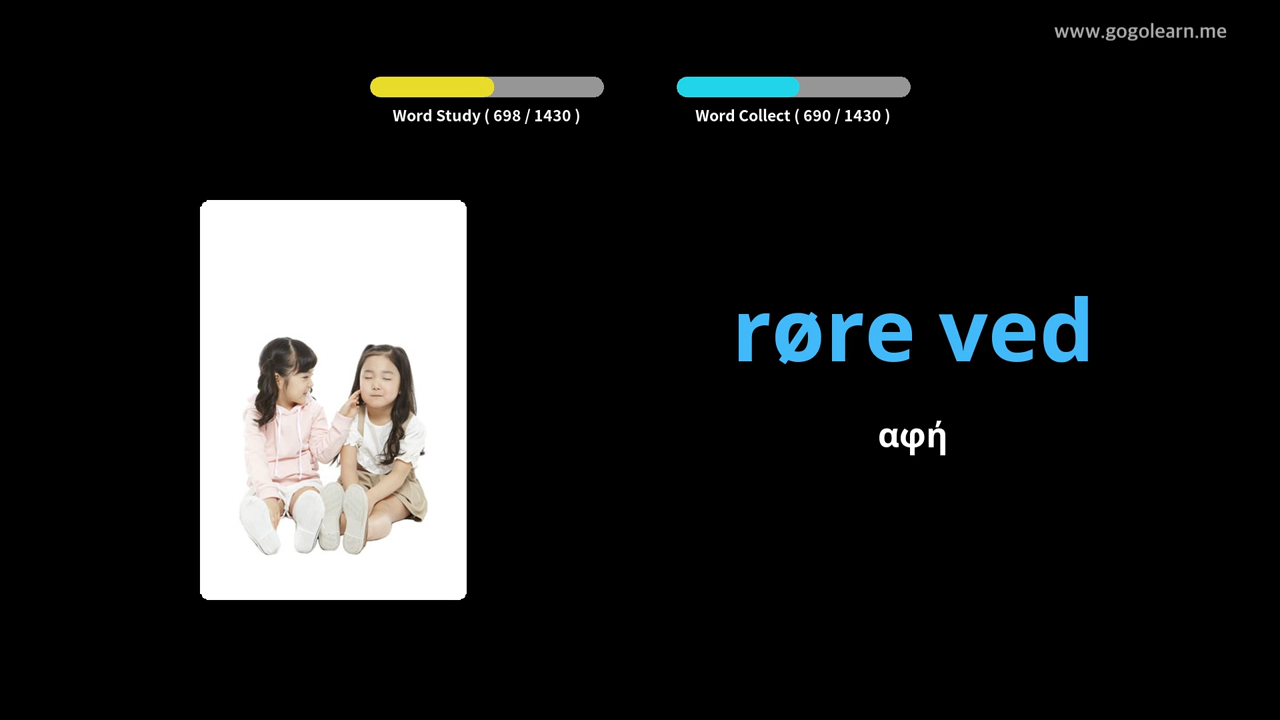 www.gogolearn.me
Word Study ( 698 / 1430 )
Word Collect ( 690 / 1430 )
røre ved
αφή